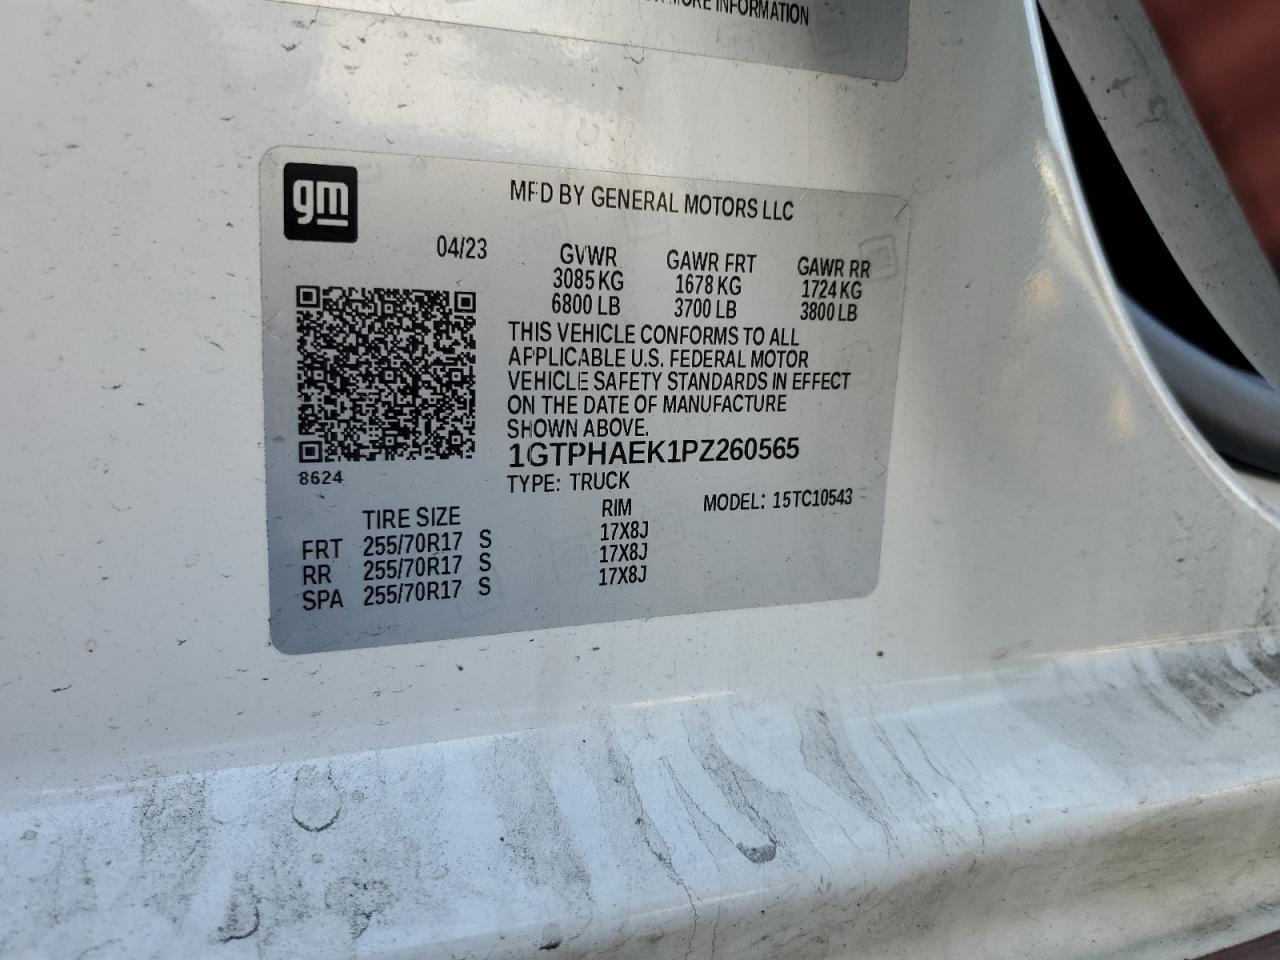 MORE INFORMATION
gm
MFD BY GENERAL MOTORS LLC
04/23
GVWR GAWR FRT GAWR RR
3085 KG 1678 KG 1724 KG
6800 LB 3700 LB 3800 LB
THIS VEHICLE CONFORMS TO ALL
APPLICABLE U.S. FEDERAL MOTOR
VEHICLE SAFETY STANDARDS IN EFFECT
ON THE DATE OF MANUFACTURE
SHOWN ABOVE.
1GTPHAEK1PZ260565
8624
TYPE: TRUCK MODEL: 15TC10543
TIRE SIZE RIM
FRT 255/70R17 S 17X8J
RR 255/70R17 S 17X8J
SPA 255/70R17 S 17X8J